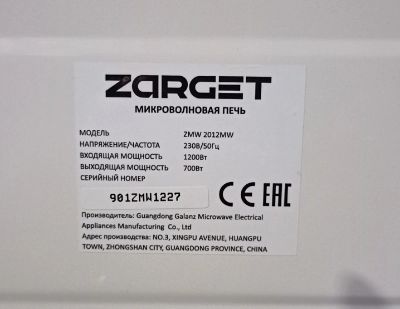 ZARGET
МИКРОВОЛНОВАЯ ПЕЧЬ
МОДЕЛЬ ZMW 2012MW
НАПРЯЖЕНИЕ/ЧАСТОТА 230В/50Гц
ВХОДЯЩАЯ МОЩНОСТЬ 1200Вт
ВЫХОДЯЩАЯ МОЩНОСТЬ 700Вт
СЕРИЙНЫЙ НОМЕР
901ZMW1227
CE EAC
Производитель: Guangdong Galanz Microwave Electrical
Appliances Manufacturing Co., Ltd
Адрес производства: NO.3, XINGPU AVENUE, HUANGPU
TOWN, ZHONGSHAN CITY, GUANGDONG PROVINCE, CHINA